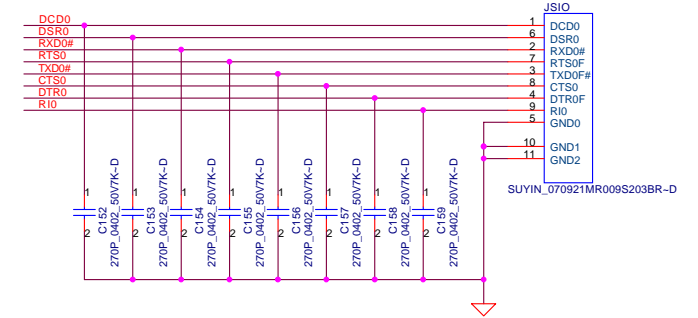 JSIO
DCD0 1 DCD0
DSR0 6 DSR0
RXD0# 2 RXD0#
RTS0 7 RTS0F
TXD0# 3 TXD0F#
CTS0 8 CTS0
DTR0 4 DTR0F
RI0 9 RI0
5 GND0
10 GND1
11 GND2
SUYIN_070921MR009S203BR~D
1 1 1 1 1 1 1 1
C152
270P_0402_50V7K~D
C153
270P_0402_50V7K~D
C154
270P_0402_50V7K~D
C155
270P_0402_50V7K~D
C156
270P_0402_50V7K~D
C157
270P_0402_50V7K~D
C158
270P_0402_50V7K~D
C159
270P_0402_50V7K~D
2 2 2 2 2 2 2 2